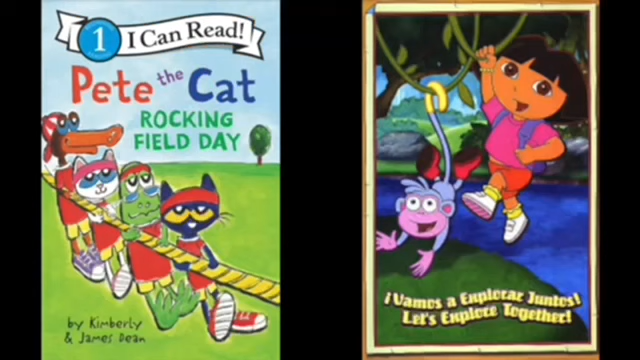 1
I Can Read!
Pete the Cat
ROCKING
FIELD DAY
by Kimberly
& James Dean
¡Vamos a Explorar Juntos!
Let's Explore Together!